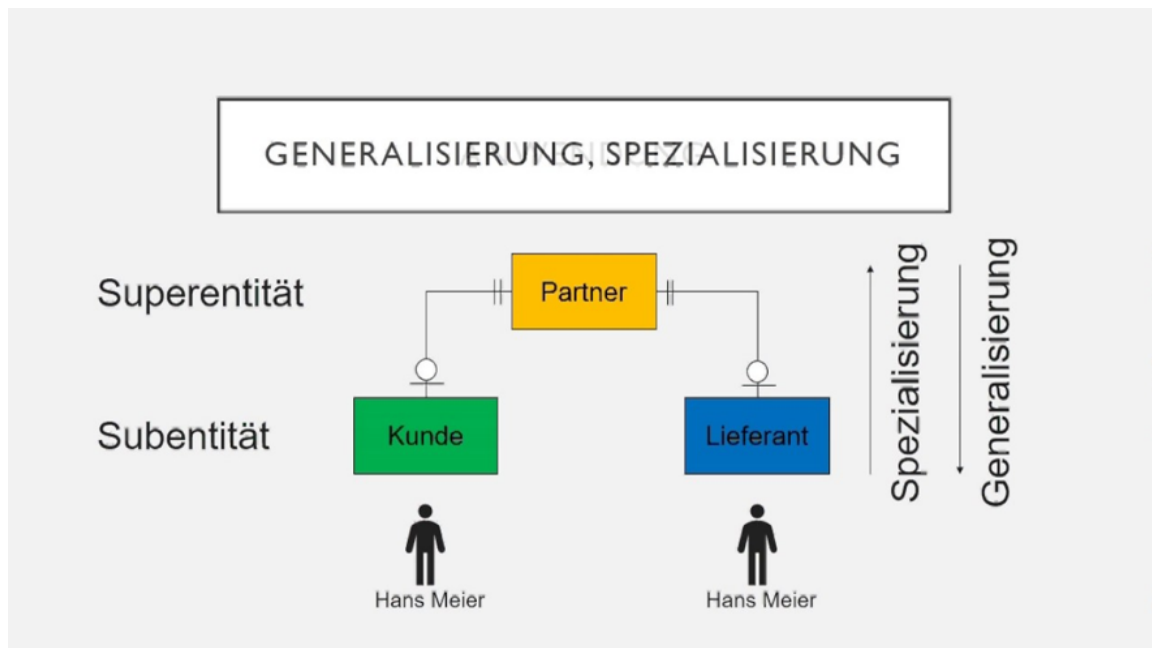 GENERALISIERUNG, SPEZIALISIERUNG
Superentität
Partner
Subentität
Kunde
Lieferant
Spezialisierung
Generalisierung
Hans Meier
Hans Meier